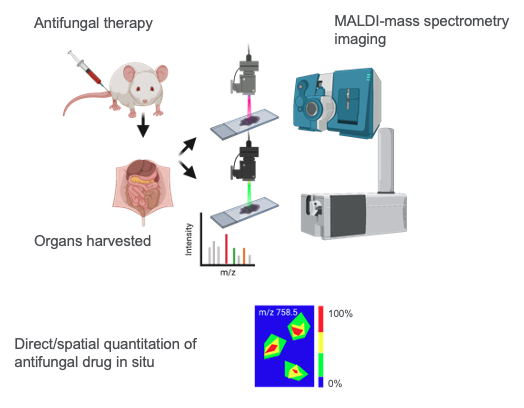 Antifungal therapy
MALDI-mass spectrometry
imaging
Organs harvested
Intensity
m/z
Direct/spatial quantitation of
antifungal drug in situ
m/z 758.5
100%
0%